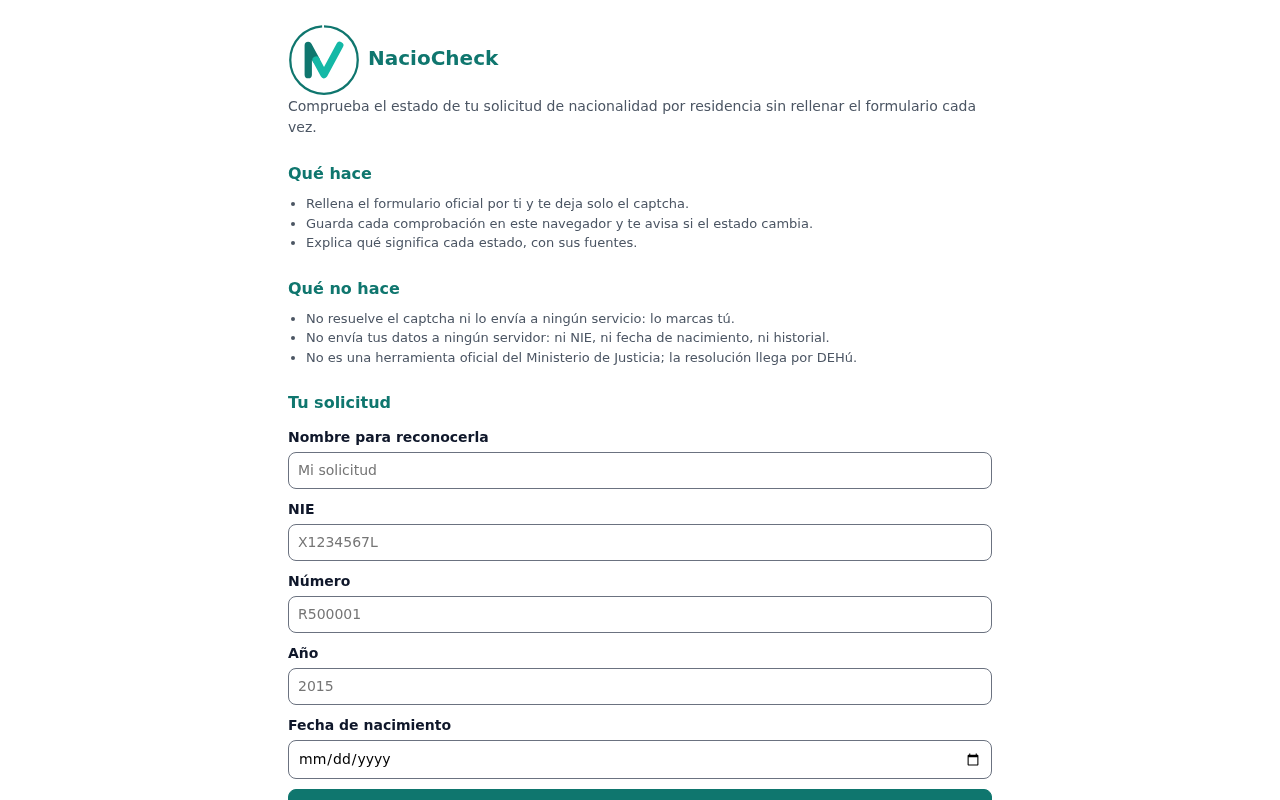 NacioCheck
Comprueba el estado de tu solicitud de nacionalidad por residencia sin rellenar el formulario cada
vez.
Qué hace
• Rellena el formulario oficial por ti y te deja solo el captcha.
• Guarda cada comprobación en este navegador y te avisa si el estado cambia.
• Explica qué significa cada estado, con sus fuentes.
Qué no hace
• No resuelve el captcha ni lo envía a ningún servicio: lo marcas tú.
• No envía tus datos a ningún servidor: ni NIE, ni fecha de nacimiento, ni historial.
• No es una herramienta oficial del Ministerio de Justicia; la resolución llega por DEHú.
Tu solicitud
Nombre para reconocerla
Mi solicitud
NIE
X1234567L
Número
R500001
Año
2015
Fecha de nacimiento
mm/dd/yyyy